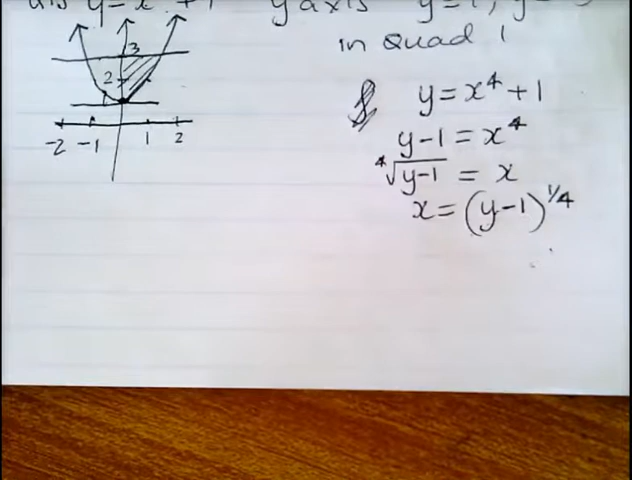 y axis y=1, y=3
in Quad 1
3
2
-2 -1 1 2
y = x⁴ + 1
y-1 = x⁴
⁴√y-1 = x
x = (y-1)^1/4